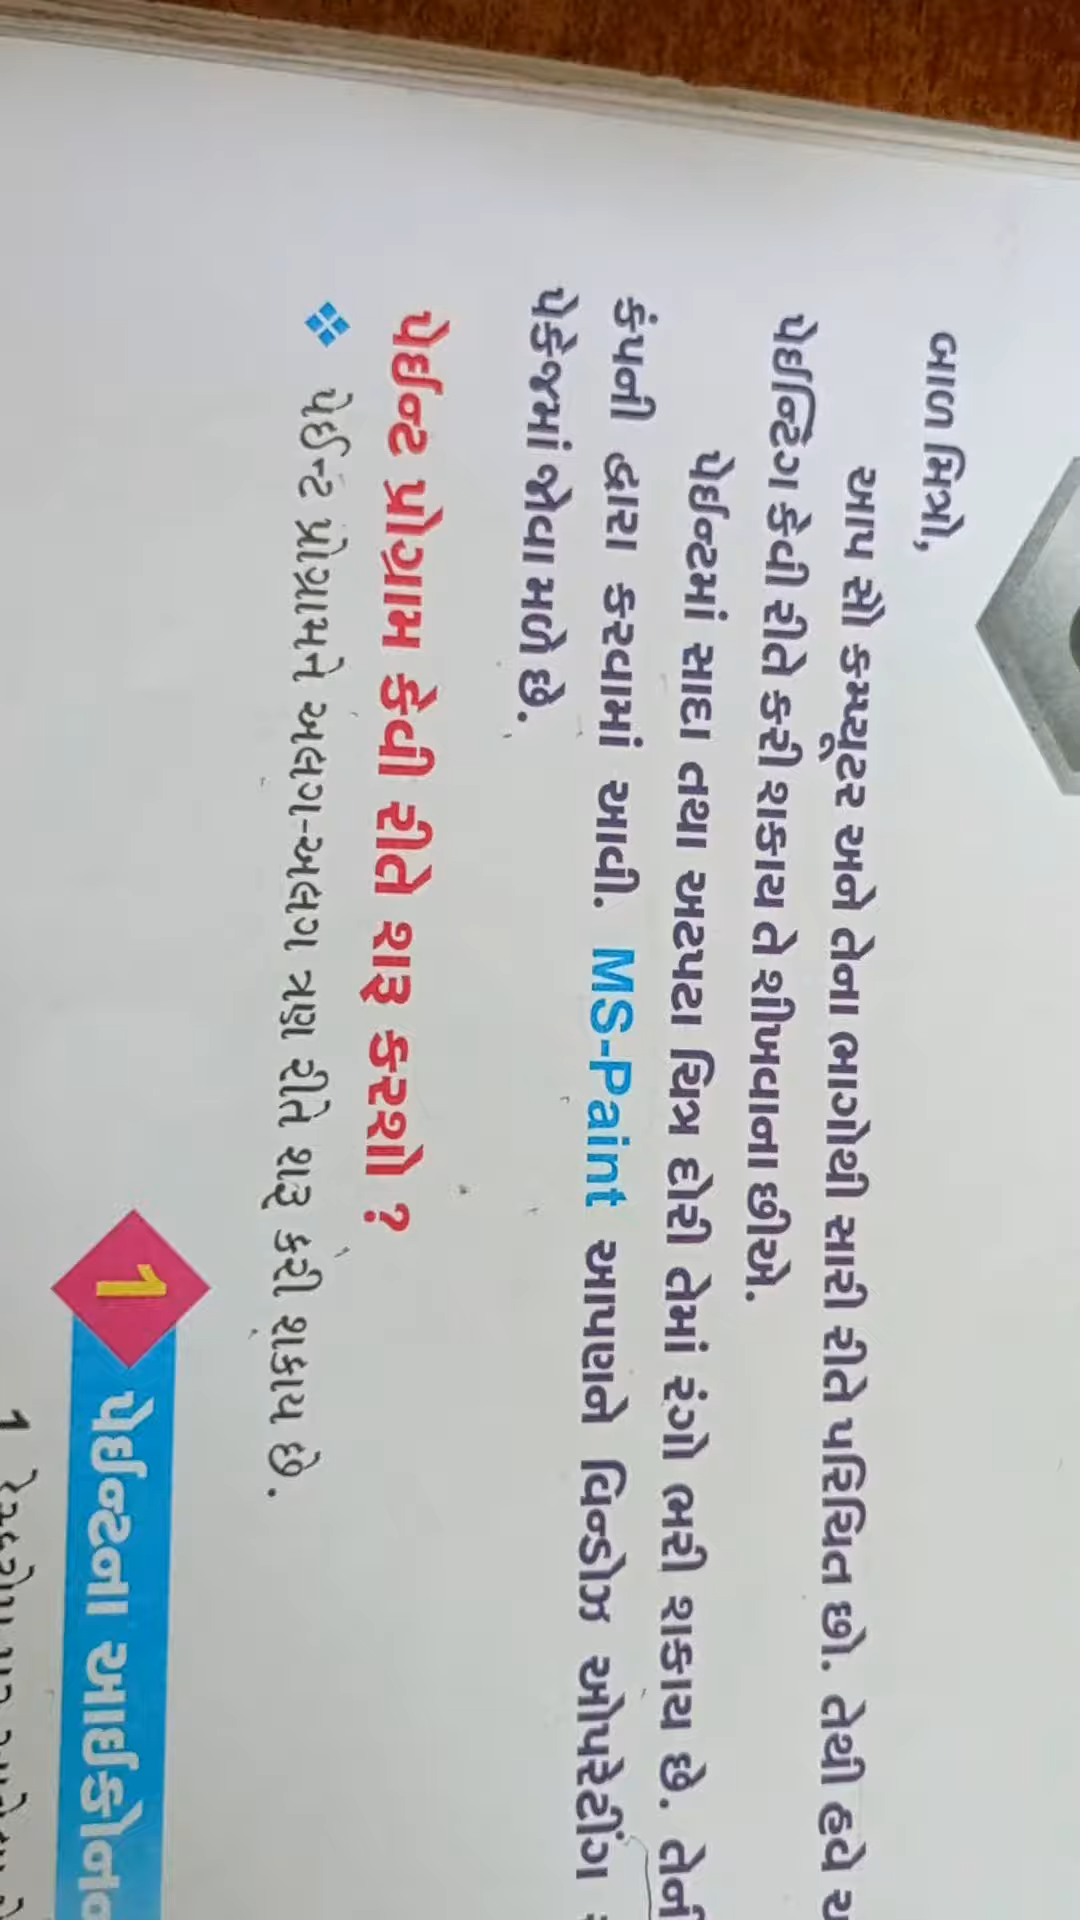 બાળ મિત્રો,
આપ સૌ કમ્પ્યૂટર અને તેના ભાગોથી સારી રીતે પરિચિત છો. તેથી હવે
પેઇન્ટિંગ કેવી રીતે કરી શકાય તે શીખવાના છીએ.
પેઇન્ટમાં સાદા તથા અટપટા ચિત્ર દોરી તેમાં રંગો ભરી શકાય છે.
કંપની દ્વારા કરવામાં આવી. MS-Paint આપણને વિન્ડોઝ ઓપરેટીંગ
પેકેજમાં જોવા મળે છે.
પેઇન્ટ પ્રોગ્રામ કેવી રીતે શરૂ કરશો ?
❖ પેઈન્ટ પ્રોગ્રામને અલગ-અલગ ત્રણ રીતે શરૂ કરી શકાય છે.
1 પેઇન્ટના
1